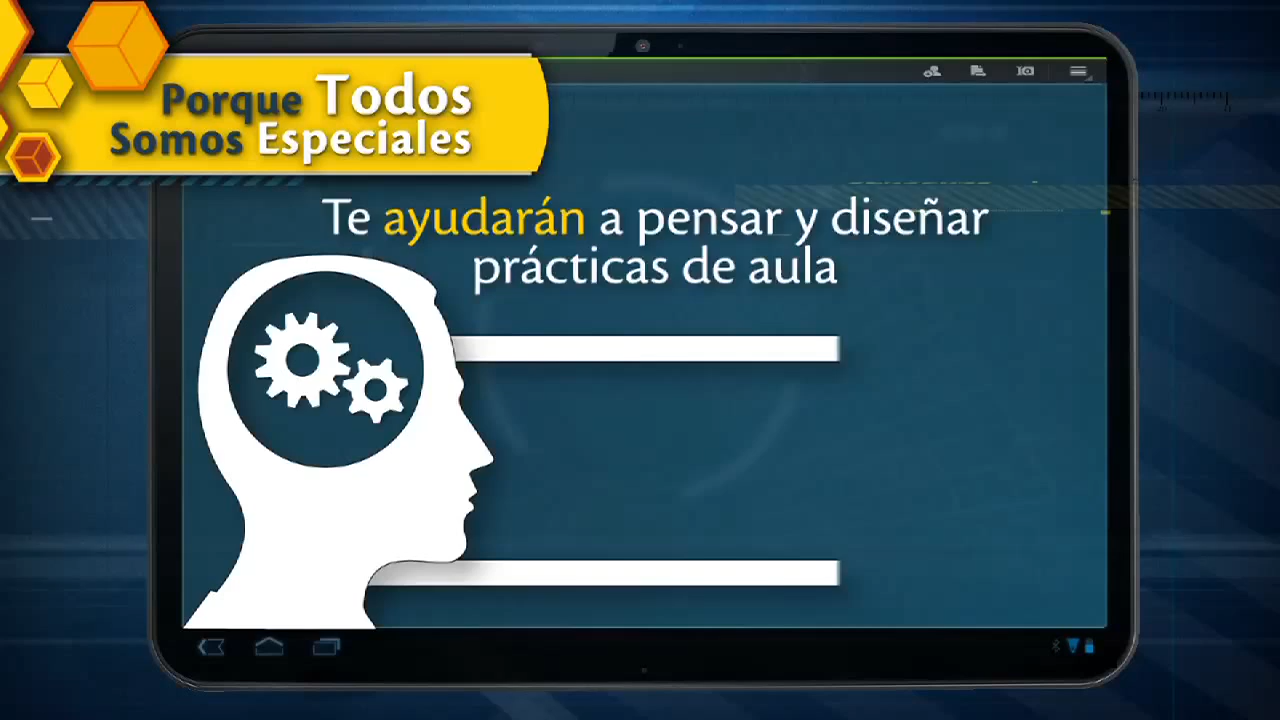 Porque Todos
Somos Especiales
Te ayudarán a pensar y diseñar
prácticas de aula